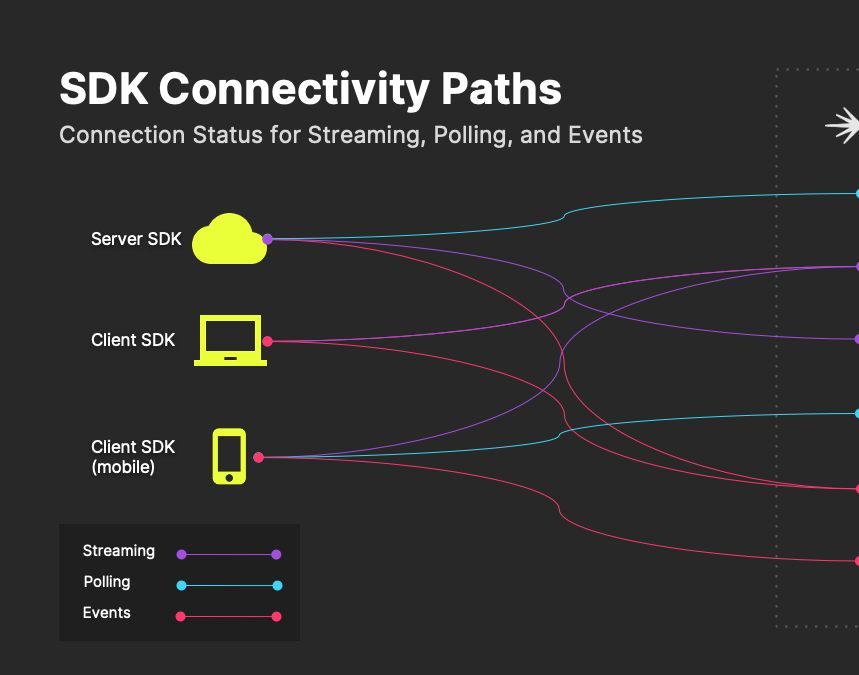 SDK Connectivity Paths
Connection Status for Streaming, Polling, and Events
Server SDK
Client SDK
Client SDK
(mobile)
Streaming
Polling
Events